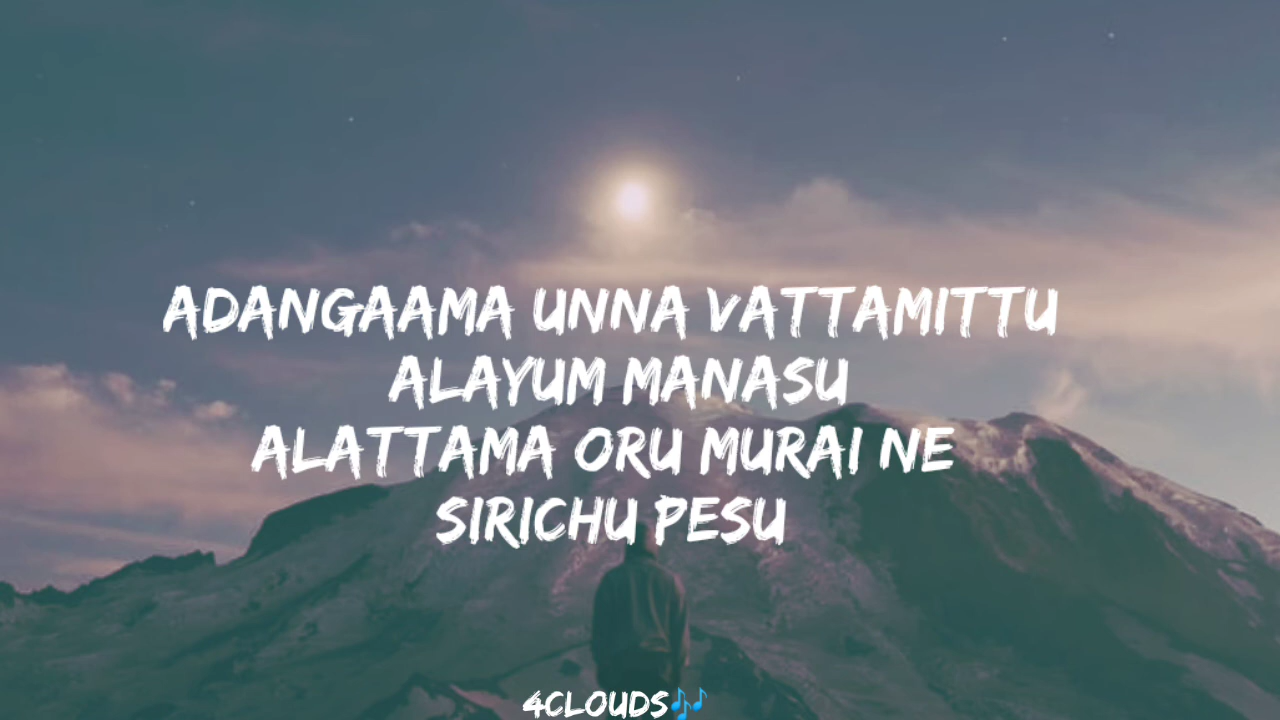 ADANGAAMA UNNA VATTAMITTU
ALAYUM MANASU
ALATTAMA ORU MURAI NE
SIRICHU PESU
4CLOUDS🎶